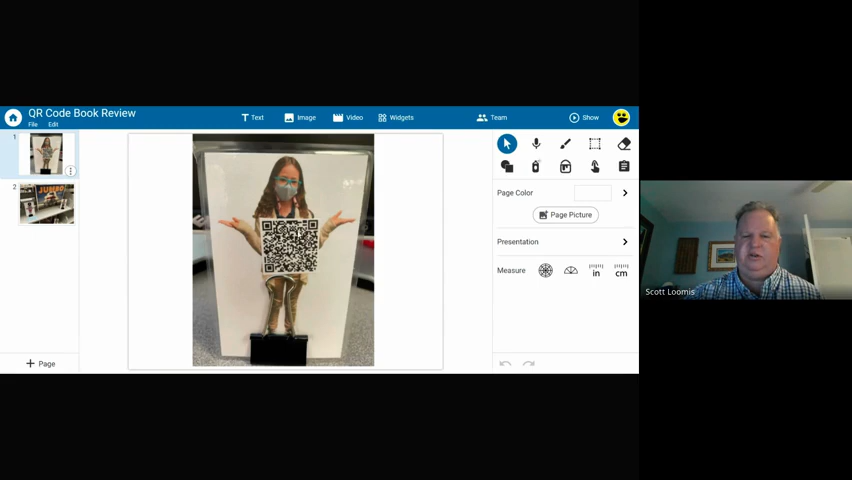 QR Code Book Review
File Edit
Text
Image
Video
Widgets
Team
Show
1
2
JUMBO
Page
Page Color
Page Picture
Presentation
Measure
in
cm
Scott Loomis